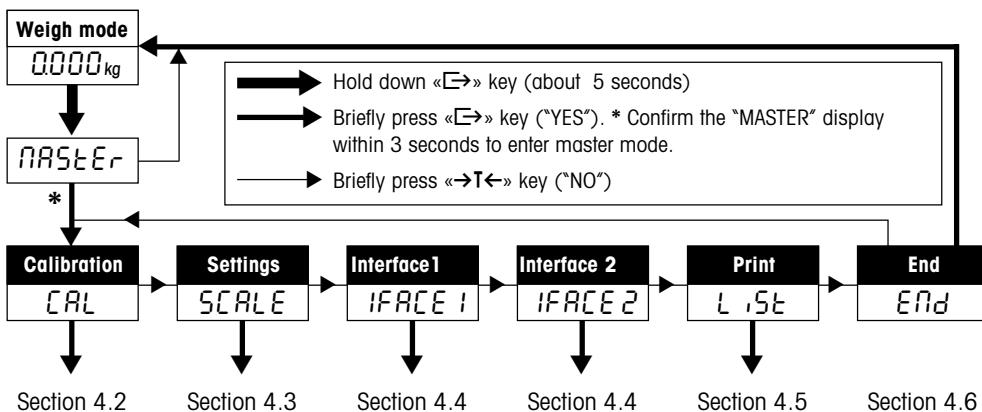 Weigh mode
0.000 kg
Hold down «⍈» key (about 5 seconds)
Briefly press «⍈» key ("YES"). * Confirm the "MASTER" display
within 3 seconds to enter master mode.
Briefly press «→T←» key ("NO")
MAStEr
*
Calibration Settings Interface1 Interface 2 Print End
CAL SCALE IFACE 1 IFACE 2 LiSt ENd
Section 4.2 Section 4.3 Section 4.4 Section 4.4 Section 4.5 Section 4.6